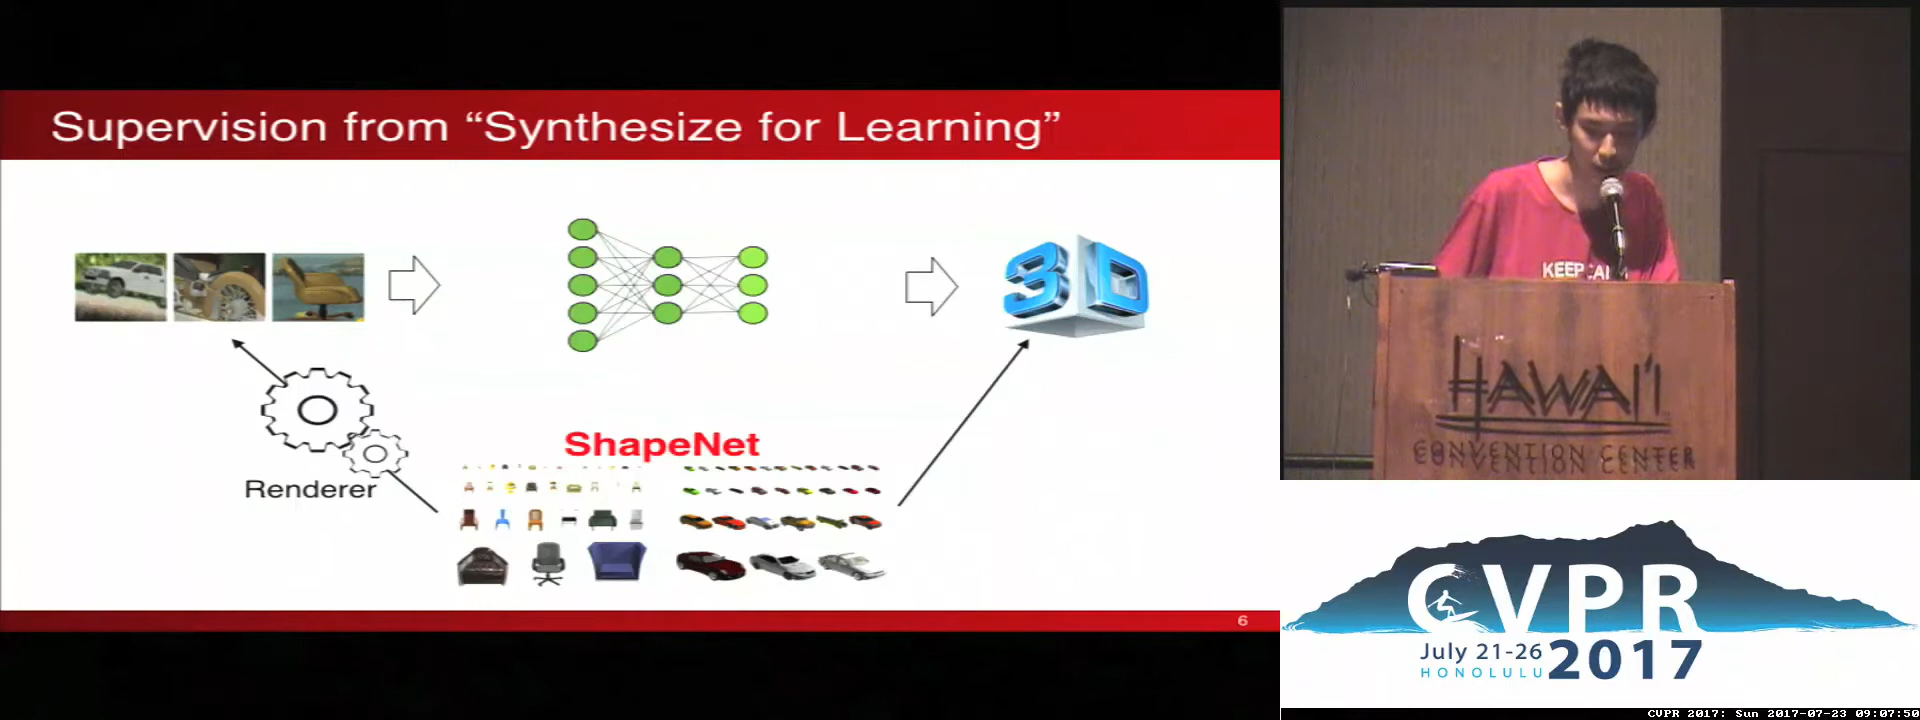 Supervision from “Synthesize for Learning”
3D
Renderer
ShapeNet
6
KEEP CALM
HAWAI'I
CONVENTION CENTER
CVPR
July 21-26
HONOLULU
2017
CVPR 2017: Sun 2017-07-23 09:07:50